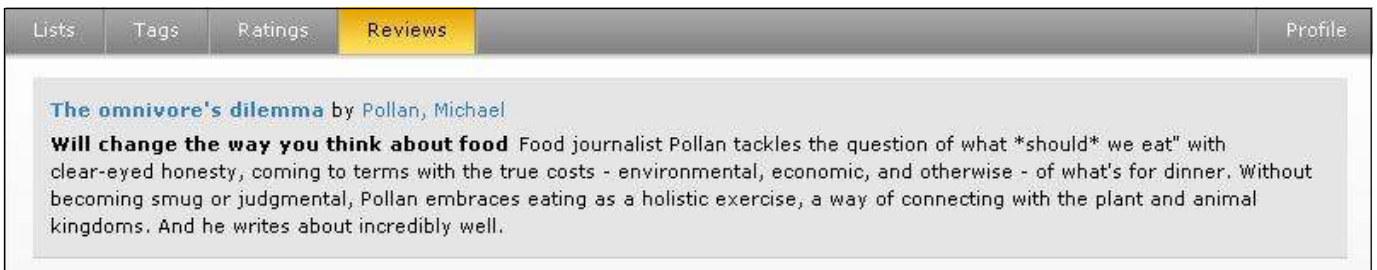 Lists Tags Ratings Reviews Profile
The omnivore's dilemma by Pollan, Michael
Will change the way you think about food Food journalist Pollan tackles the question of what *should* we eat" with
clear-eyed honesty, coming to terms with the true costs - environmental, economic, and otherwise - of what's for dinner. Without
becoming smug or judgmental, Pollan embraces eating as a holistic exercise, a way of connecting with the plant and animal
kingdoms. And he writes about incredibly well.